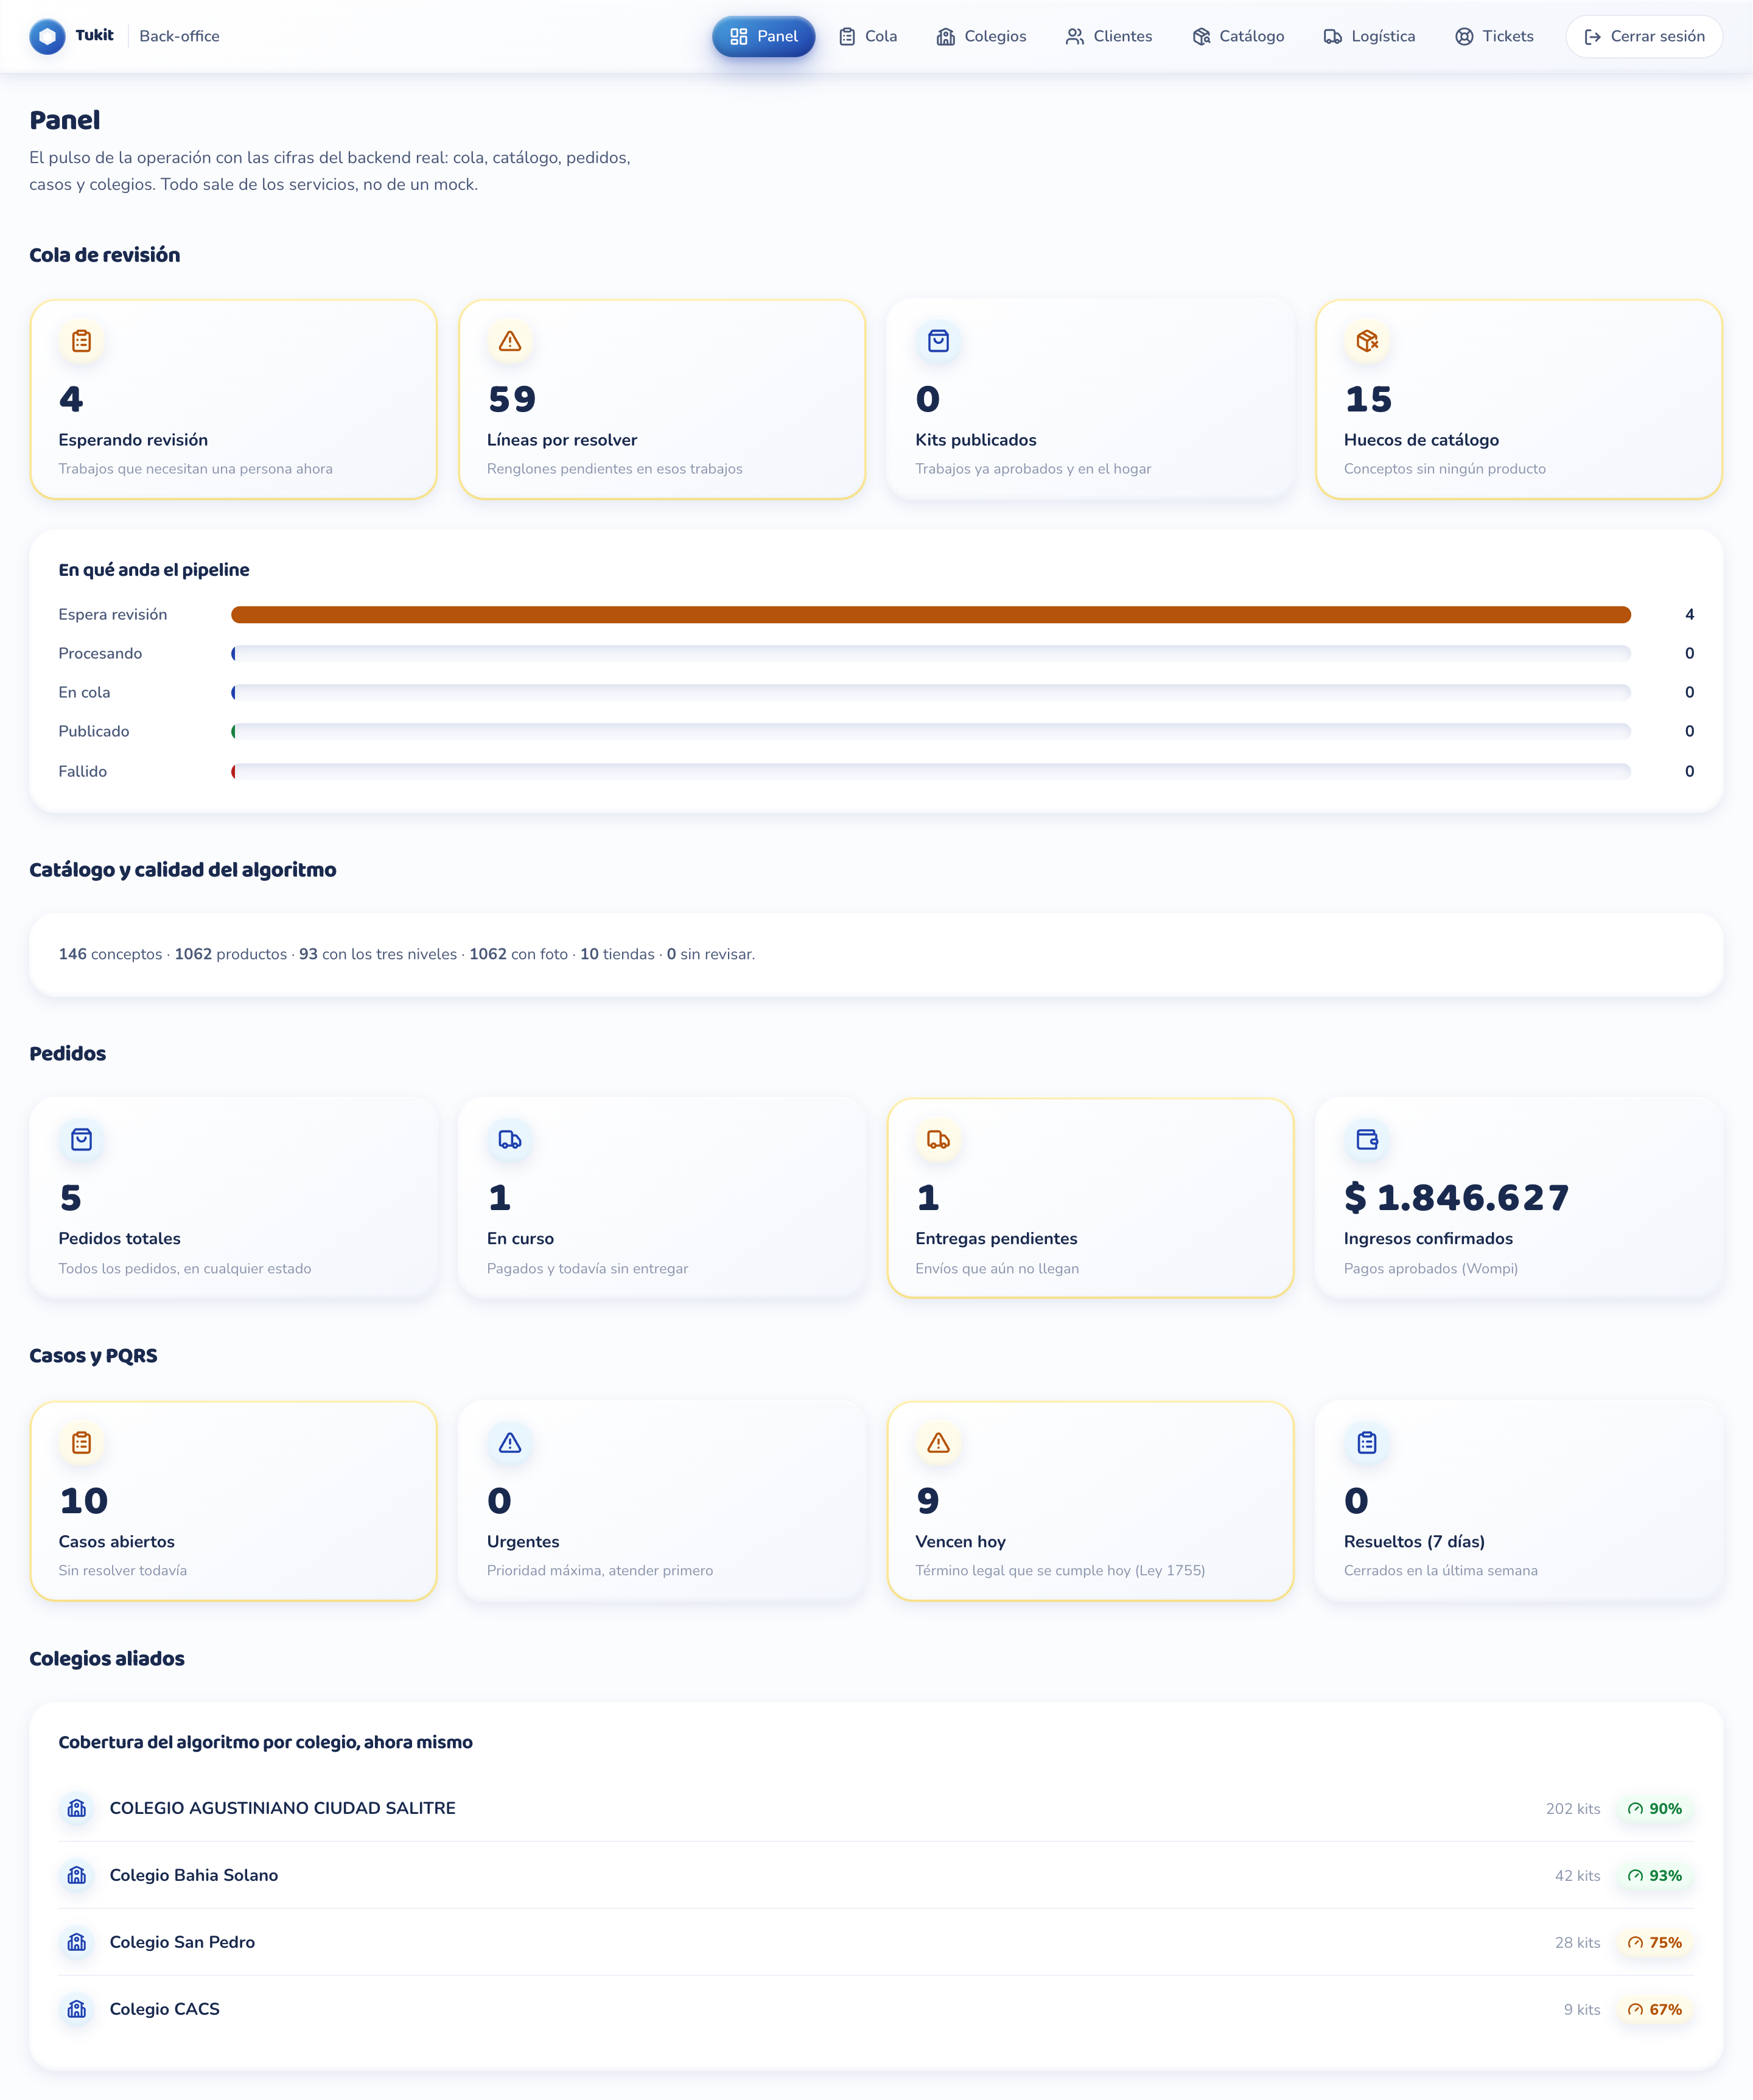 Tukit
Back-office
Panel
Cola
Colegios
Clientes
Catálogo
Logística
Tickets
Cerrar sesión
Panel
El pulso de la operación con las cifras del backend real: cola, catálogo, pedidos,
casos y colegios. Todo sale de los servicios, no de un mock.
Cola de revisión
4
Esperando revisión
Trabajos que necesitan una persona ahora
59
Líneas por resolver
Renglones pendientes en esos trabajos
0
Kits publicados
Trabajos ya aprobados y en el hogar
15
Huecos de catálogo
Conceptos sin ningún producto
En qué anda el pipeline
Espera revisión 4
Procesando 0
En cola 0
Publicado 0
Fallido 0
Catálogo y calidad del algoritmo
146 conceptos · 1062 productos · 93 con los tres niveles · 1062 con foto · 10 tiendas · 0 sin revisar.
Pedidos
5
Pedidos totales
Todos los pedidos, en cualquier estado
1
En curso
Pagados y todavía sin entregar
1
Entregas pendientes
Envíos que aún no llegan
$ 1.846.627
Ingresos confirmados
Pagos aprobados (Wompi)
Casos y PQRS
10
Casos abiertos
Sin resolver todavía
0
Urgentes
Prioridad máxima, atender primero
9
Vencen hoy
Término legal que se cumple hoy (Ley 1755)
0
Resueltos (7 días)
Cerrados en la última semana
Colegios aliados
Cobertura del algoritmo por colegio, ahora mismo
COLEGIO AGUSTINIANO CIUDAD SALITRE 202 kits 90%
Colegio Bahia Solano 42 kits 93%
Colegio San Pedro 28 kits 75%
Colegio CACS 9 kits 67%